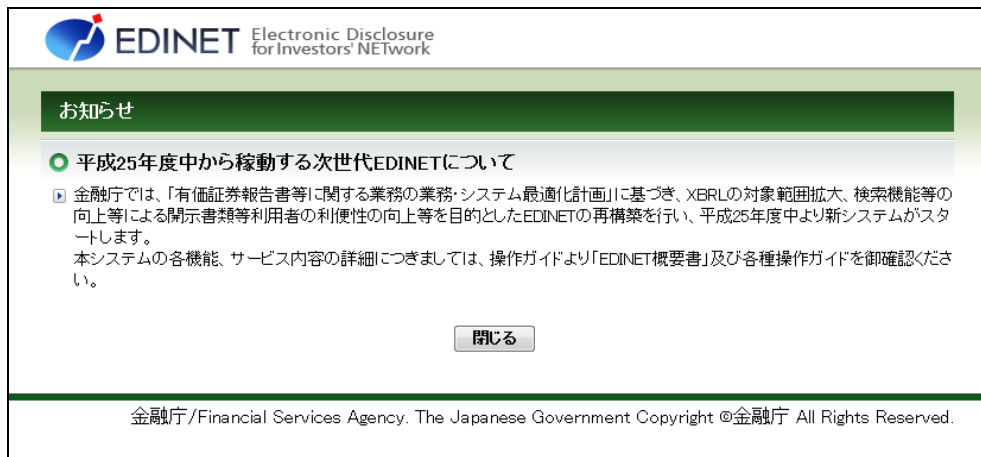 EDINET Electronic Disclosure
for Investors' NETwork
お知らせ
平成25年度中から稼動する次世代EDINETについて
金融庁では、「有価証券報告書等に関する業務の業務・システム最適化計画」に基づき、XBRLの対象範囲拡大、検索機能等の
向上等による開示書類等利用者の利便性の向上等を目的としたEDINETの再構築を行い、平成25年度中より新システムがスタ
ートします。
本システムの各機能、サービス内容の詳細につきましては、操作ガイドより「EDINET概要書」及び各種操作ガイドを御確認くださ
い。
閉じる
金融庁/Financial Services Agency. The Japanese Government Copyright ©金融庁 All Rights Reserved.